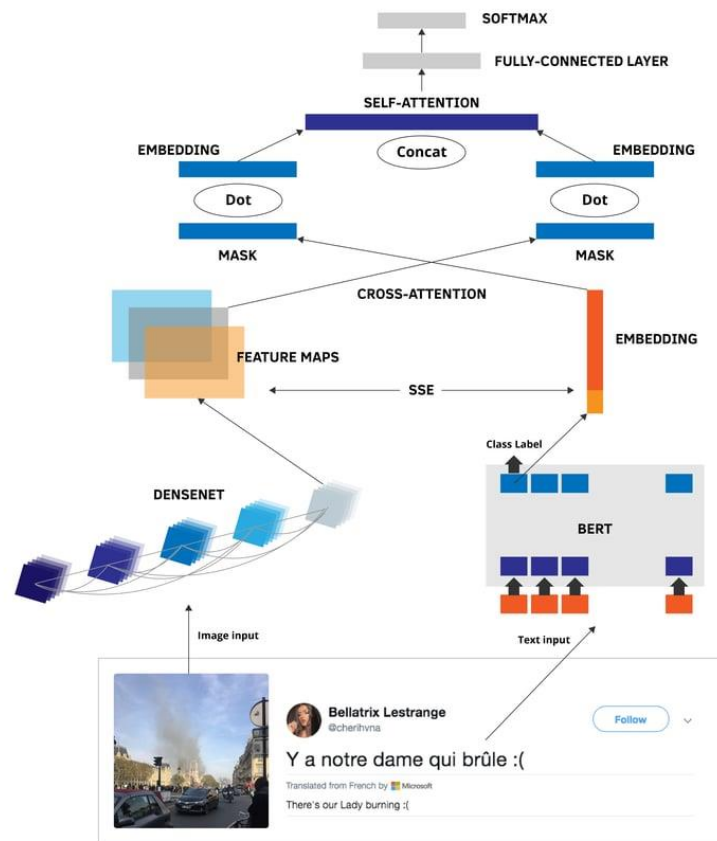 SOFTMAX
FULLY-CONNECTED LAYER
SELF-ATTENTION
Concat
EMBEDDING
EMBEDDING
Dot
Dot
MASK
MASK
CROSS-ATTENTION
FEATURE MAPS
EMBEDDING
SSE
Class Label
DENSENET
BERT
Image input
Text input
Bellatrix Lestrange
@cherihvna
Follow
Y a notre dame qui brûle :(
Translated from French by Microsoft
There's our Lady burning :(